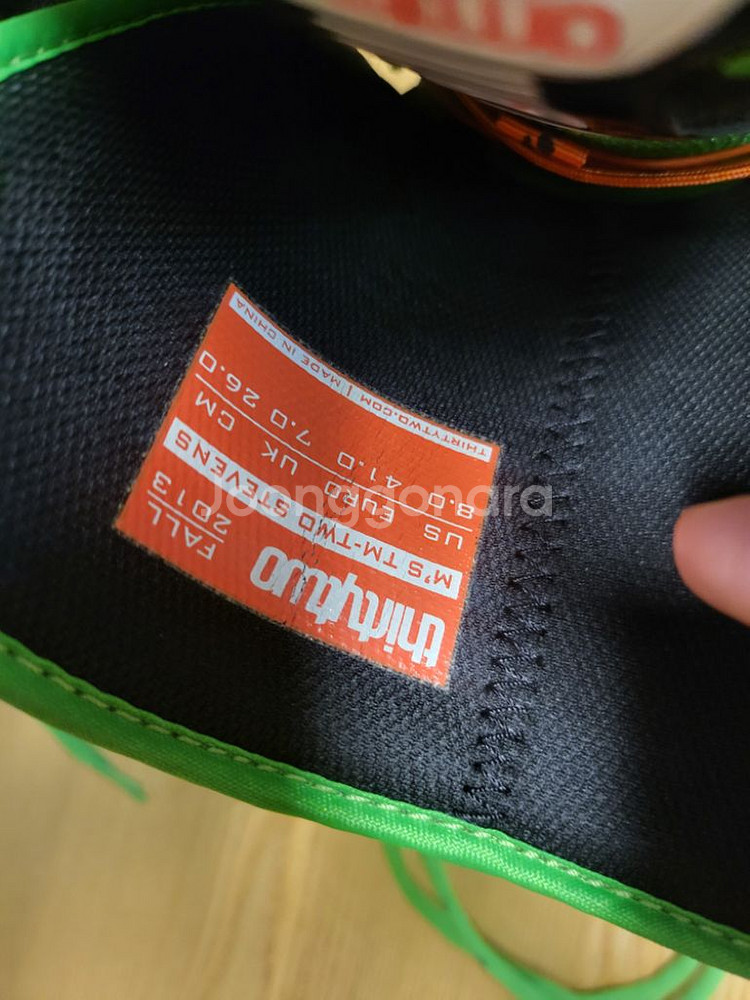 thirtytwo
FALL
2013
M'S TM-TWO STEVENS
US EURO UK CM
8.0 41.0 7.0 26.0
THIRTYTWO.COM | MADE IN CHINA
Joonggonara